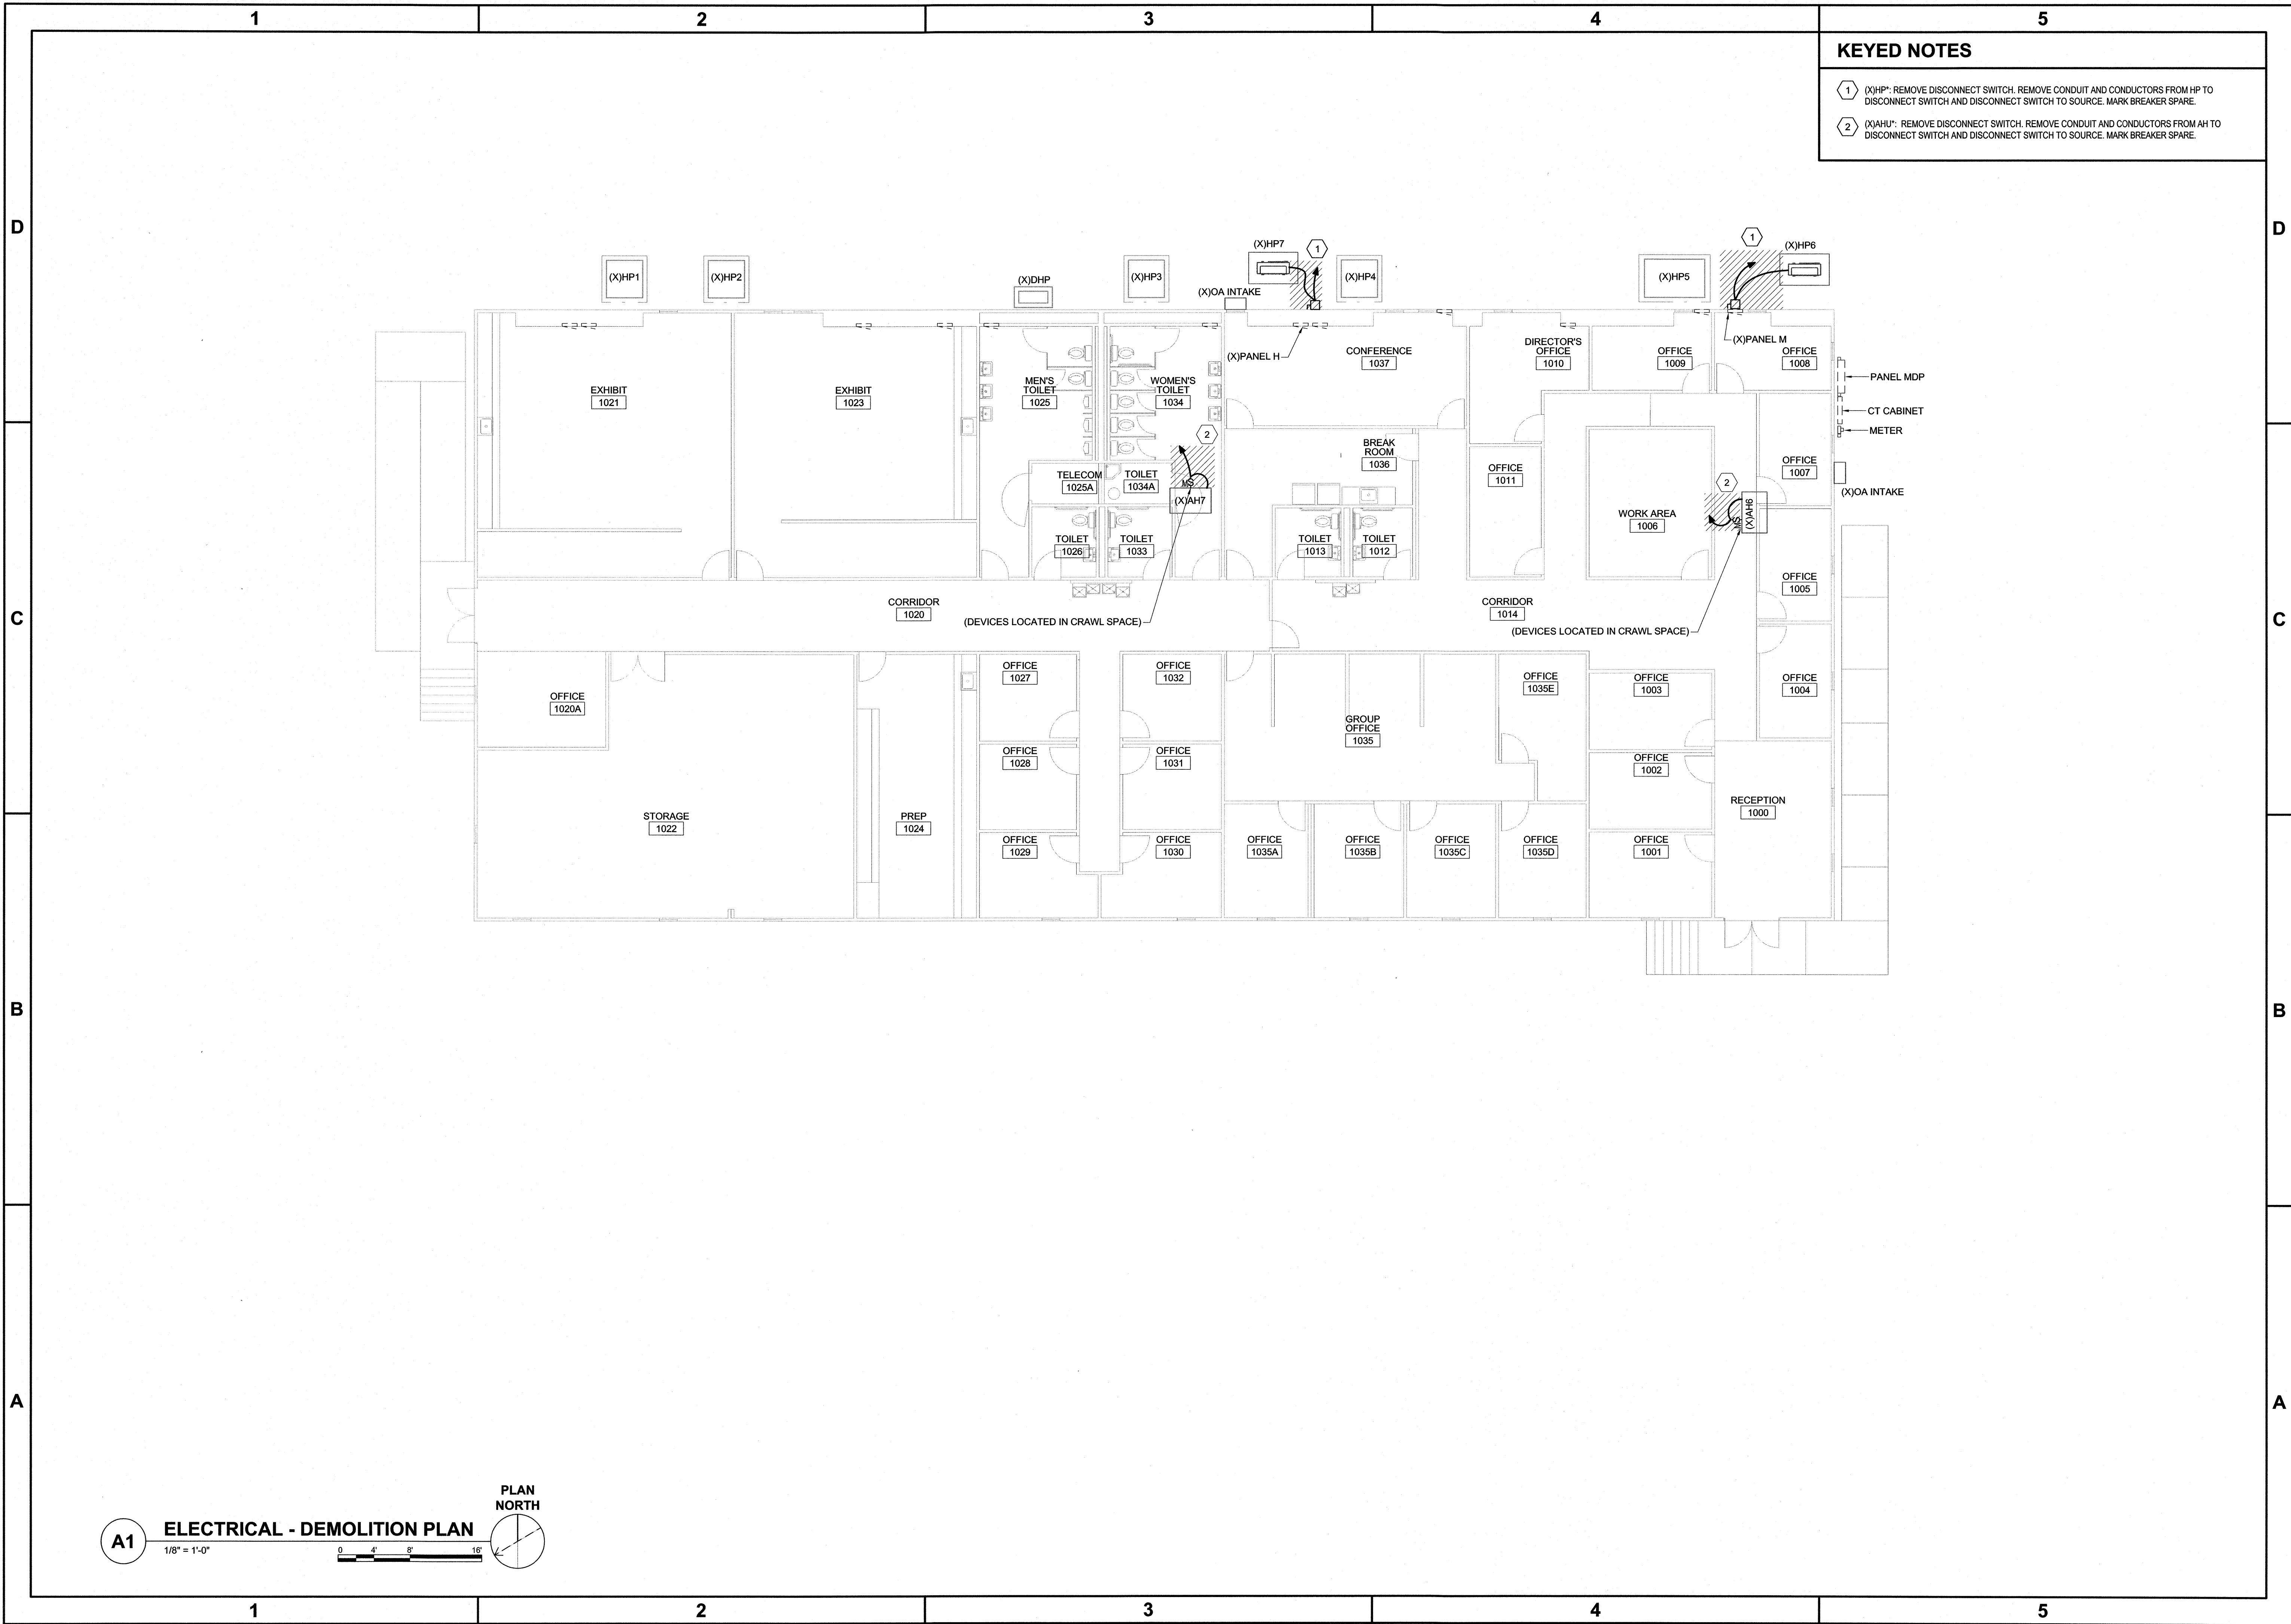 1 2 3 4 5
KEYED NOTES
1 (X)HP*: REMOVE DISCONNECT SWITCH. REMOVE CONDUIT AND CONDUCTORS FROM HP TO
DISCONNECT SWITCH AND DISCONNECT SWITCH TO SOURCE. MARK BREAKER SPARE.
2 (X)AHU*: REMOVE DISCONNECT SWITCH. REMOVE CONDUIT AND CONDUCTORS FROM AH TO
DISCONNECT SWITCH AND DISCONNECT SWITCH TO SOURCE. MARK BREAKER SPARE.
D
D
(X)HP1
(X)HP2
(X)DHP
(X)HP3
(X)OA INTAKE
(X)HP7
1
(X)HP4
(X)HP5
1
(X)HP6
(X)PANEL H
(X)PANEL M
EXHIBIT
1021
EXHIBIT
1023
MEN'S
TOILET
1025
WOMEN'S
TOILET
1034
CONFERENCE
1037
DIRECTOR'S
OFFICE
1010
OFFICE
1009
OFFICE
1008
PANEL MDP
CT CABINET
METER
2
BREAK
ROOM
1036
OFFICE
1011
OFFICE
1007
(X)OA INTAKE
TELECOM
1025A
TOILET
1034A
MS
(X)AH7
2
MS
(X)AH6
WORK AREA
1006
TOILET
1026
TOILET
1033
TOILET
1013
TOILET
1012
OFFICE
1005
C
C
CORRIDOR
1020
(DEVICES LOCATED IN CRAWL SPACE)
CORRIDOR
1014
(DEVICES LOCATED IN CRAWL SPACE)
OFFICE
1020A
OFFICE
1027
OFFICE
1032
OFFICE
1035E
OFFICE
1003
OFFICE
1004
GROUP
OFFICE
1035
OFFICE
1028
OFFICE
1031
OFFICE
1002
STORAGE
1022
PREP
1024
RECEPTION
1000
OFFICE
1029
OFFICE
1030
OFFICE
1035A
OFFICE
1035B
OFFICE
1035C
OFFICE
1035D
OFFICE
1001
B
B
A
A
A1
ELECTRICAL - DEMOLITION PLAN
1/8" = 1'-0"
0 4' 8' 16'
PLAN
NORTH
1 2 3 4 5